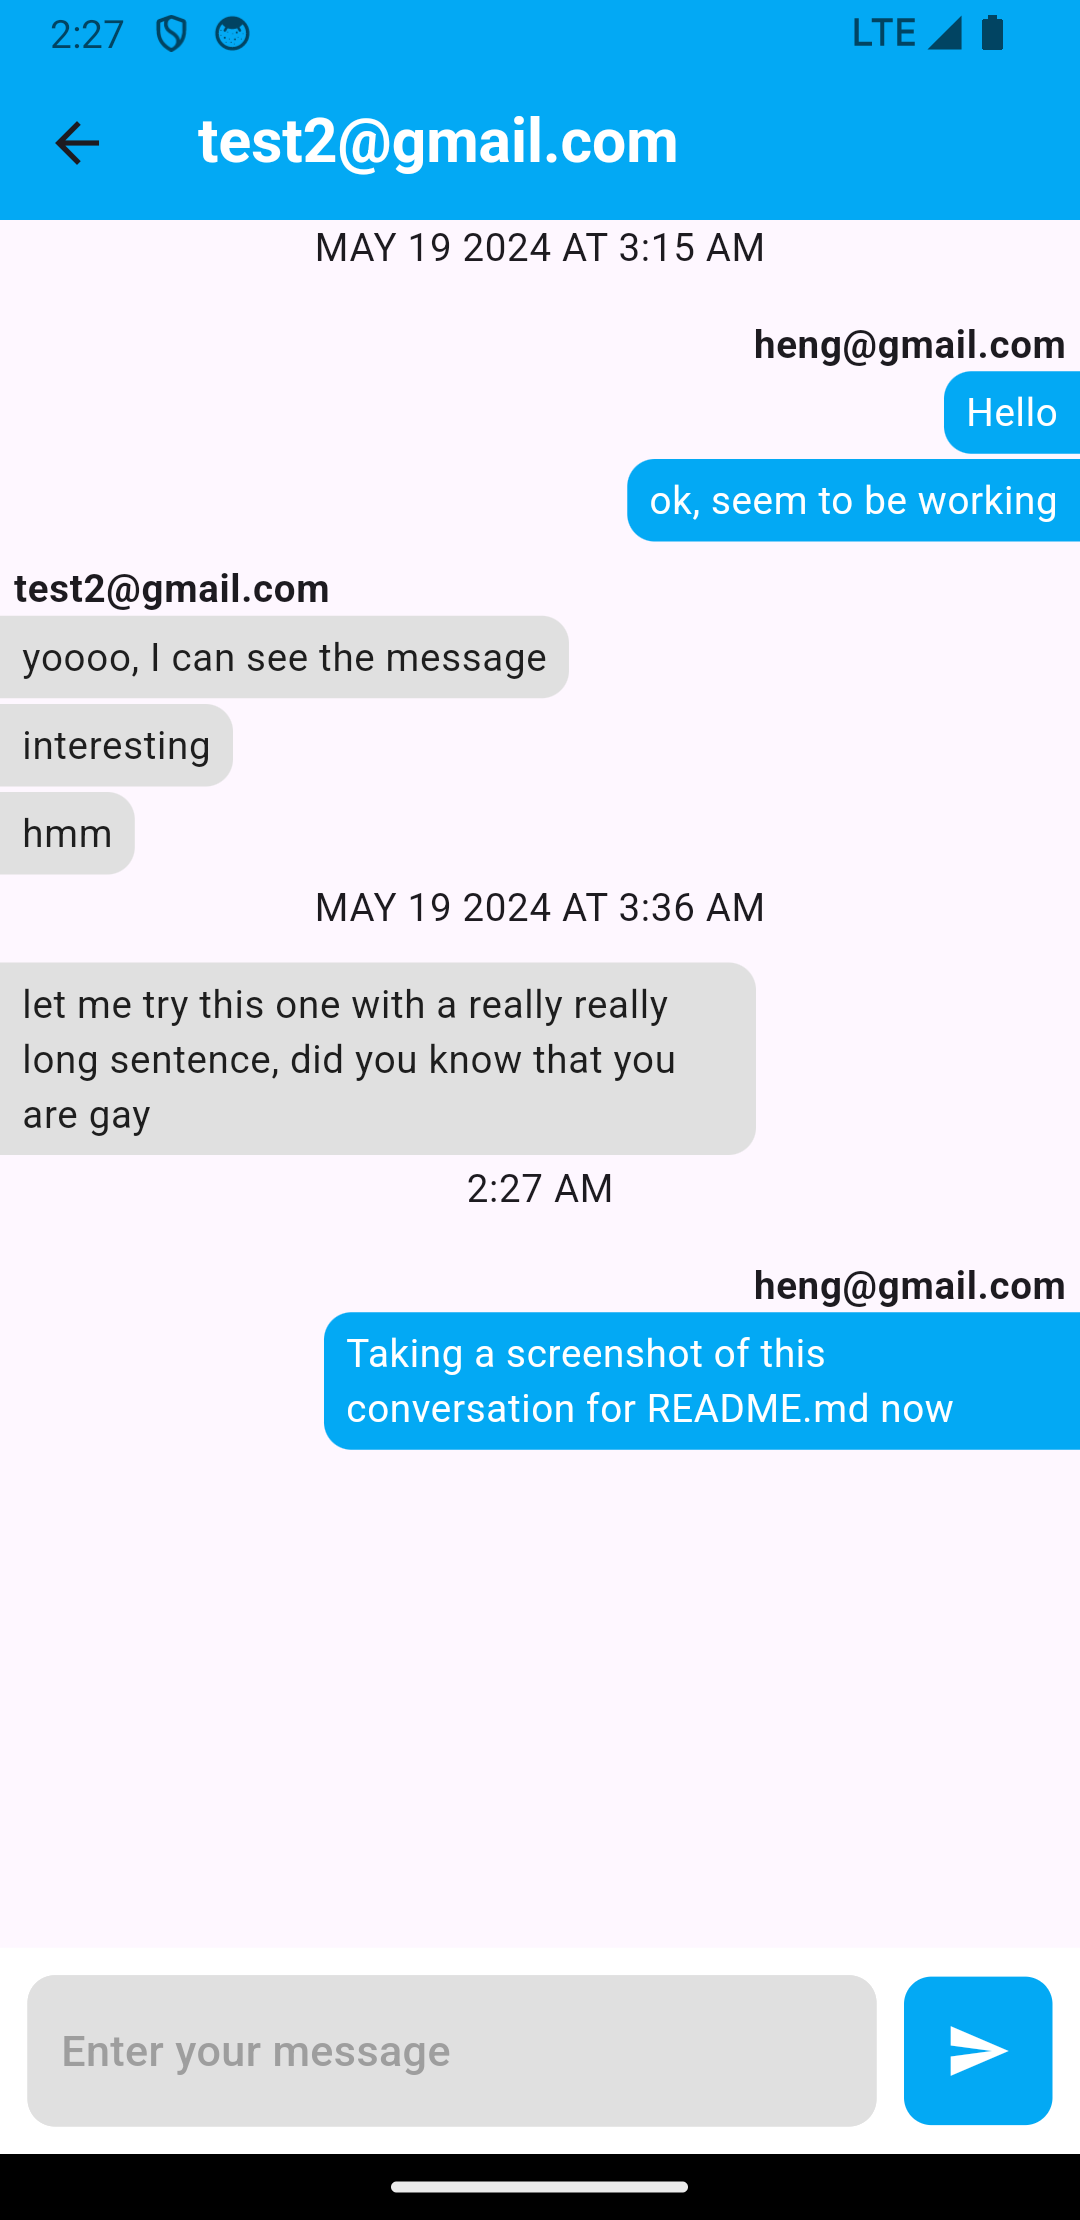 2:27
LTE
test2@gmail.com
MAY 19 2024 AT 3:15 AM
heng@gmail.com
Hello
ok, seem to be working
test2@gmail.com
yoooo, I can see the message
interesting
hmm
MAY 19 2024 AT 3:36 AM
let me try this one with a really really
long sentence, did you know that you
are gay
2:27 AM
heng@gmail.com
Taking a screenshot of this
conversation for README.md now
Enter your message